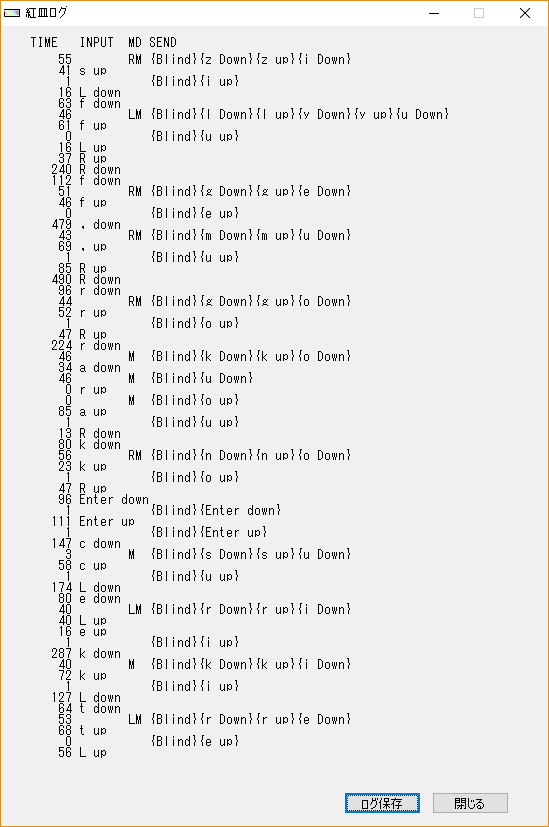 紅皿ログ
TIME INPUT MD SEND
55 RM {Blind}{z Down}{z up}{i Down}
41 s up
1 {Blind}{i up}
16 L down
63 f down
46 LM {Blind}{l Down}{l up}{y Down}{y up}{u Down}
61 f up
0 {Blind}{u up}
16 L up
37 R up
240 R down
112 f down
51 RM {Blind}{g Down}{g up}{e Down}
46 f up
0 {Blind}{e up}
479 , down
43 RM {Blind}{m Down}{m up}{u Down}
69 , up
1 {Blind}{u up}
85 R up
490 R down
96 r down
44 RM {Blind}{g Down}{g up}{o Down}
52 r up
1 {Blind}{o up}
47 R up
224 r down
46 M {Blind}{k Down}{k up}{o Down}
34 a down
46 M {Blind}{u Down}
0 r up
0 M {Blind}{o up}
85 a up
1 {Blind}{u up}
13 R down
80 k down
56 RM {Blind}{n Down}{n up}{o Down}
23 k up
1 {Blind}{o up}
47 R up
96 Enter down
1 {Blind}{Enter down}
111 Enter up
1 {Blind}{Enter up}
147 c down
3 M {Blind}{s Down}{s up}{u Down}
58 c up
1 {Blind}{u up}
174 L down
80 e down
40 LM {Blind}{r Down}{r up}{i Down}
40 L up
16 e up
1 {Blind}{i up}
287 k down
40 M {Blind}{k Down}{k up}{i Down}
72 k up
1 {Blind}{i up}
127 L down
64 t down
53 LM {Blind}{r Down}{r up}{e Down}
68 t up
0 {Blind}{e up}
56 L up
ログ保存 閉じる